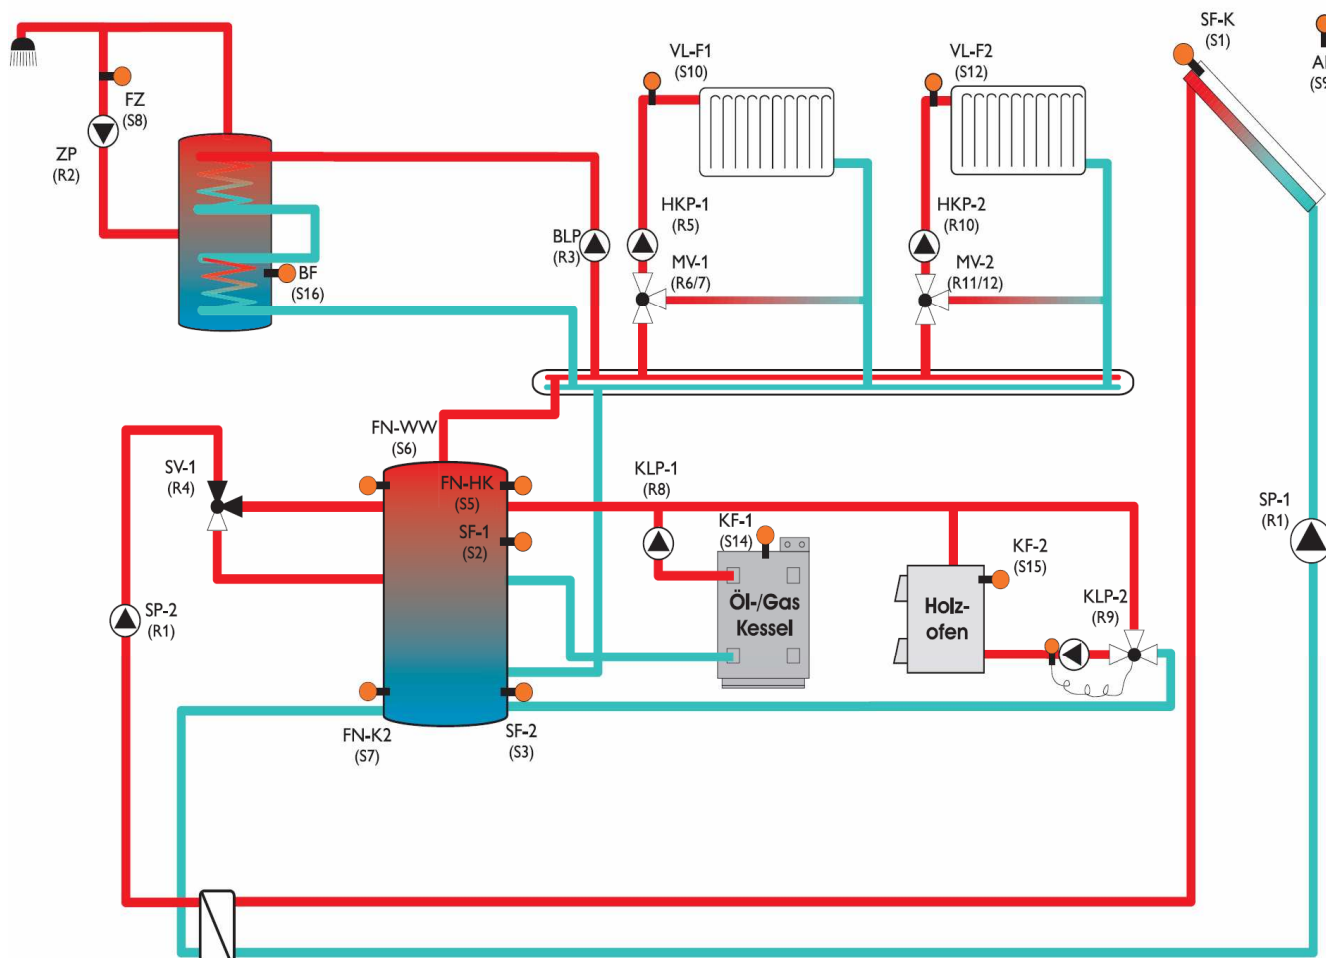 SF-K
(S1)
VL-F1
(S10)
VL-F2
(S12)
FZ
(S8)
ZP
(R2)
HKP-1
(R5)
HKP-2
(R10)
BLP
(R3)
MV-1
(R6/7)
MV-2
(R11/12)
BF
(S16)
FN-WW
(S6)
SV-1
(R4)
FN-HK
(S5)
KLP-1
(R8)
SF-1
(S2)
KF-1
(S14)
SP-1
(R1)
KF-2
(S15)
Öl-/Gas
Kessel
Holz-
ofen
KLP-2
(R9)
SP-2
(R1)
FN-K2
(S7)
SF-2
(S3)